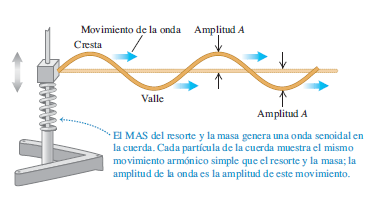 Movimiento de la onda Amplitud A
Cresta
Valle
Amplitud A
El MAS del resorte y la masa genera una onda senoidal en
la cuerda. Cada partícula de la cuerda muestra el mismo
movimiento armónico simple que el resorte y la masa; la
amplitud de la onda es la amplitud de este movimiento.